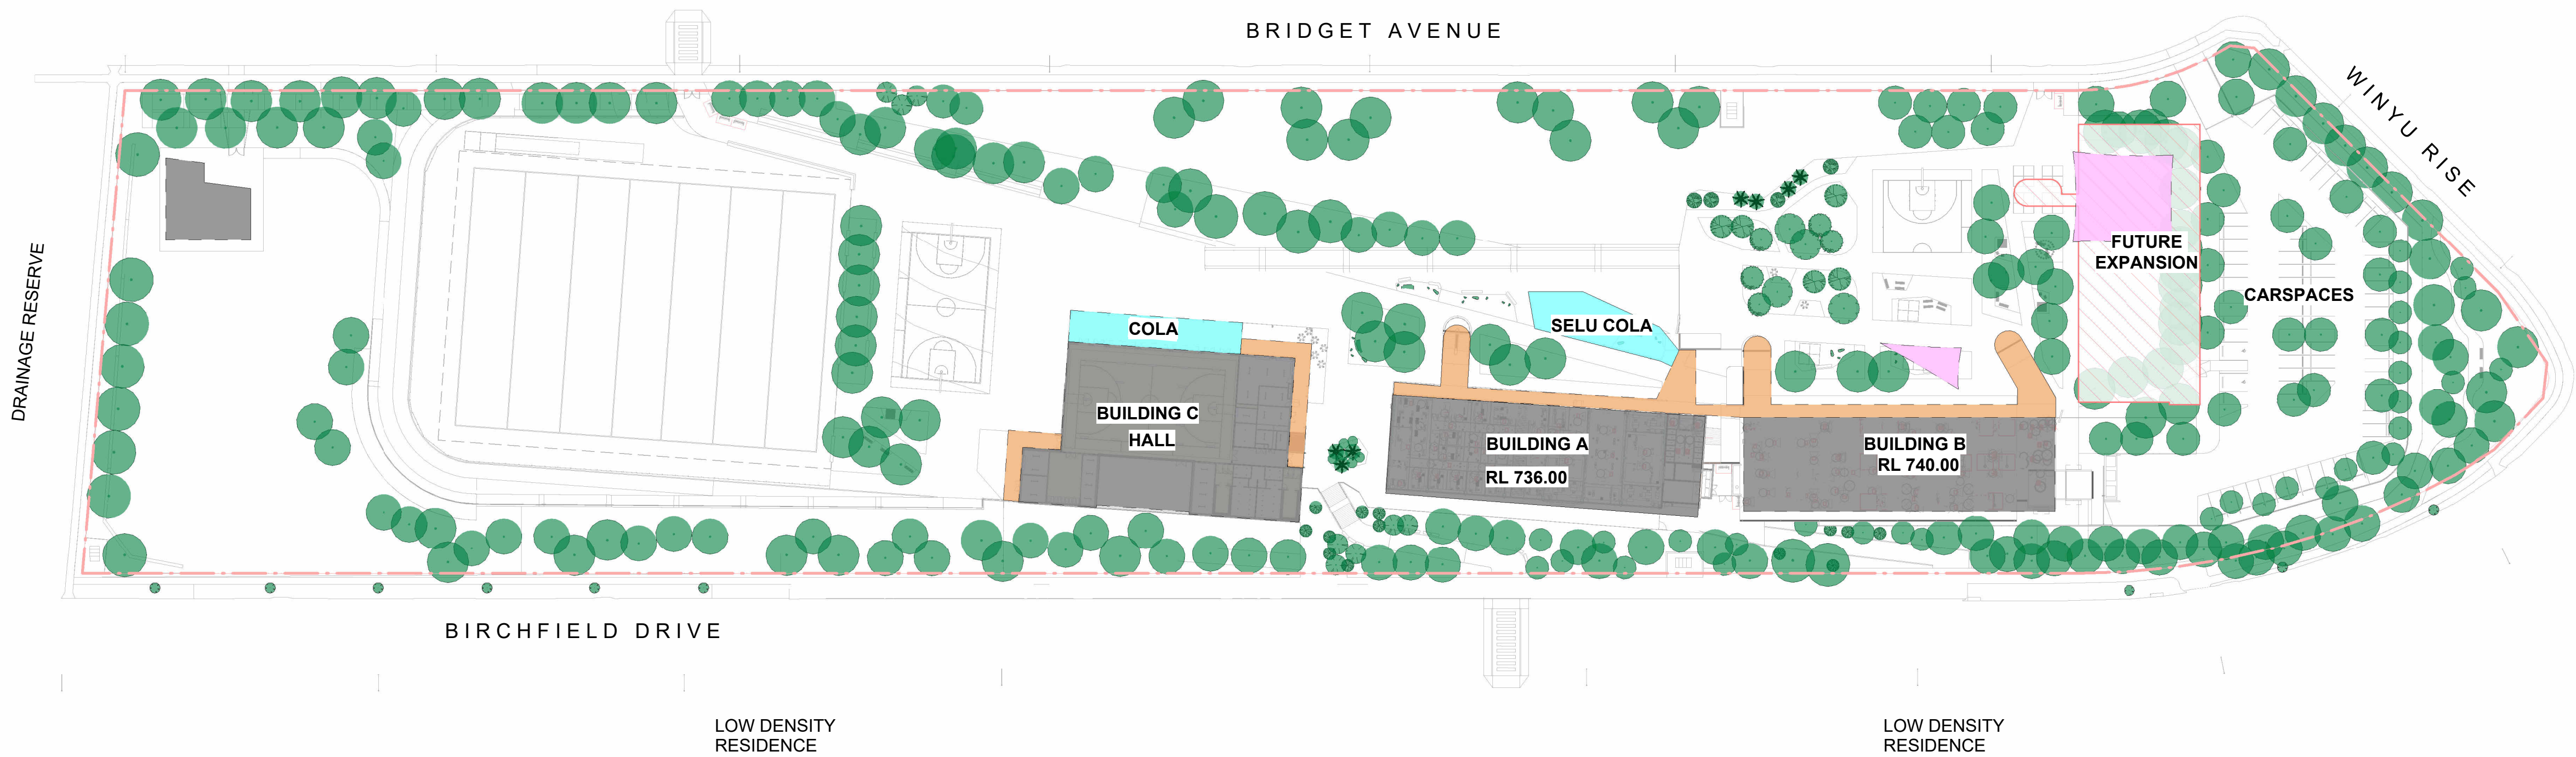 BRIDGET AVENUE
WINYU RISE
DRAINAGE RESERVE
FUTURE
EXPANSION
CARSPACES
COLA
SELU COLA
BUILDING C
HALL
BUILDING A
RL 736.00
BUILDING B
RL 740.00
BIRCHFIELD DRIVE
LOW DENSITY
RESIDENCE
LOW DENSITY
RESIDENCE